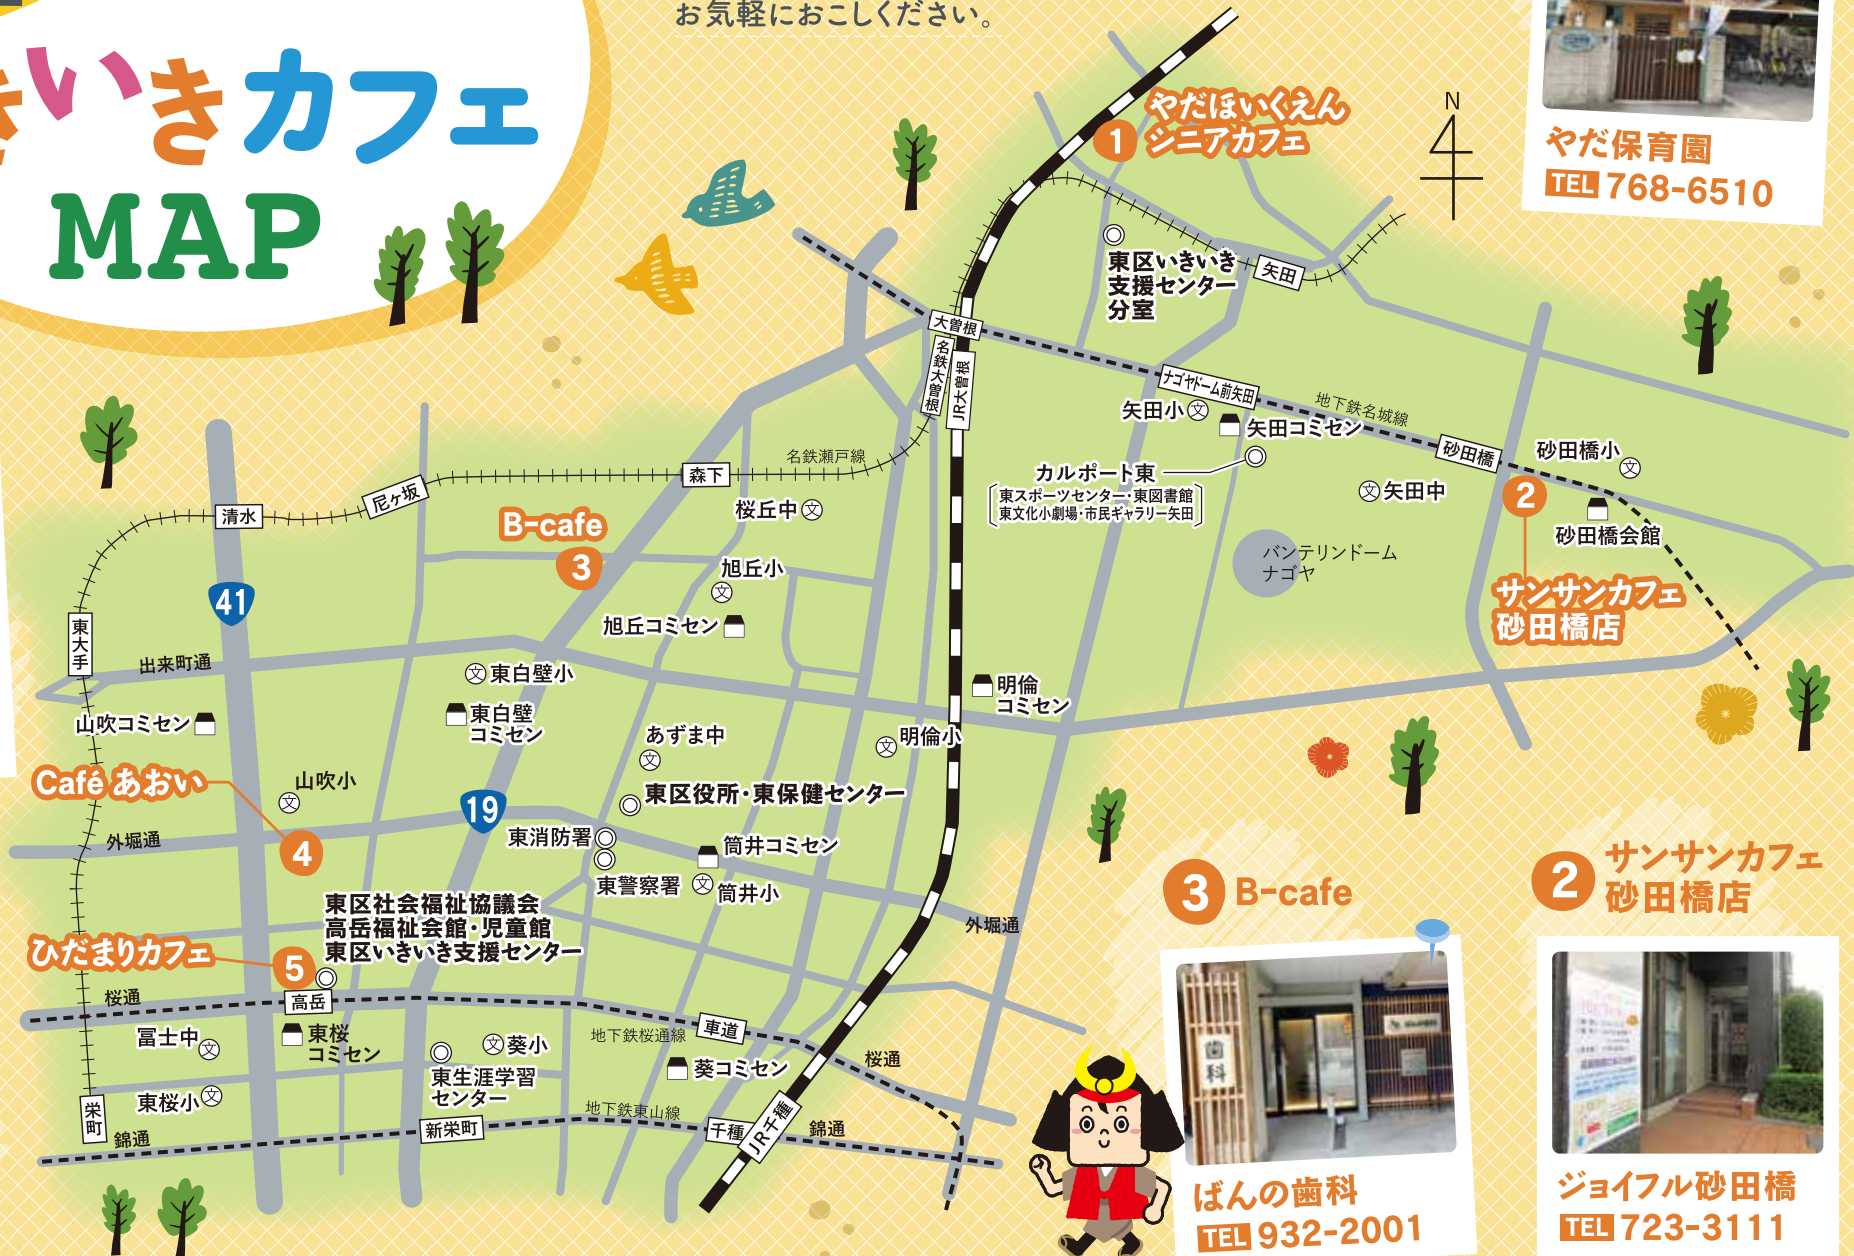 お気軽におこしください。
きいきカフェ
MAP
N
1
やだほいくえん
シニアカフェ
やだ保育園
TEL 768-6510
東区いきいき
支援センター
分室
矢田
大曽根
名鉄大曽根
JR大曽根
ナゴヤドーム前矢田
地下鉄名城線
矢田小 文
矢田コミセン
カルポート東
東スポーツセンター・東図書館
東文化小劇場・市民ギャラリー矢田
砂田橋
砂田橋小
文
文 矢田中
2
砂田橋会館
サンサンカフェ
砂田橋店
バンテリンドーム
ナゴヤ
名鉄瀬戸線
森下
尼ヶ坂
清水
桜丘中 文
B-cafe
3
旭丘小
文
旭丘コミセン
41
東大手
出来町通
文 東白壁小
東白壁
コミセン
山吹コミセン
明倫
コミセン
文 明倫小
あずま中
文
Café あおい
山吹小
文
19
東区役所・東保健センター
外堀通
4
東消防署
東警察署
筒井コミセン
文 筒井小
外堀通
東区社会福祉協議会
高岳福祉会館・児童館
東区いきいき支援センター
ひだまりカフェ
5
桜通
高岳
冨士中
文
東桜
コミセン
文 葵小
地下鉄桜通線
車道
桜通
東生涯学習
センター
葵コミセン
東桜小 文
栄町
錦通
新栄町
地下鉄東山線
千種
JR千種
錦通
3 B-cafe
歯科
ばんの歯科
TEL 932-2001
2 サンサンカフェ
砂田橋店
ジョイフル砂田橋
TEL 723-3111